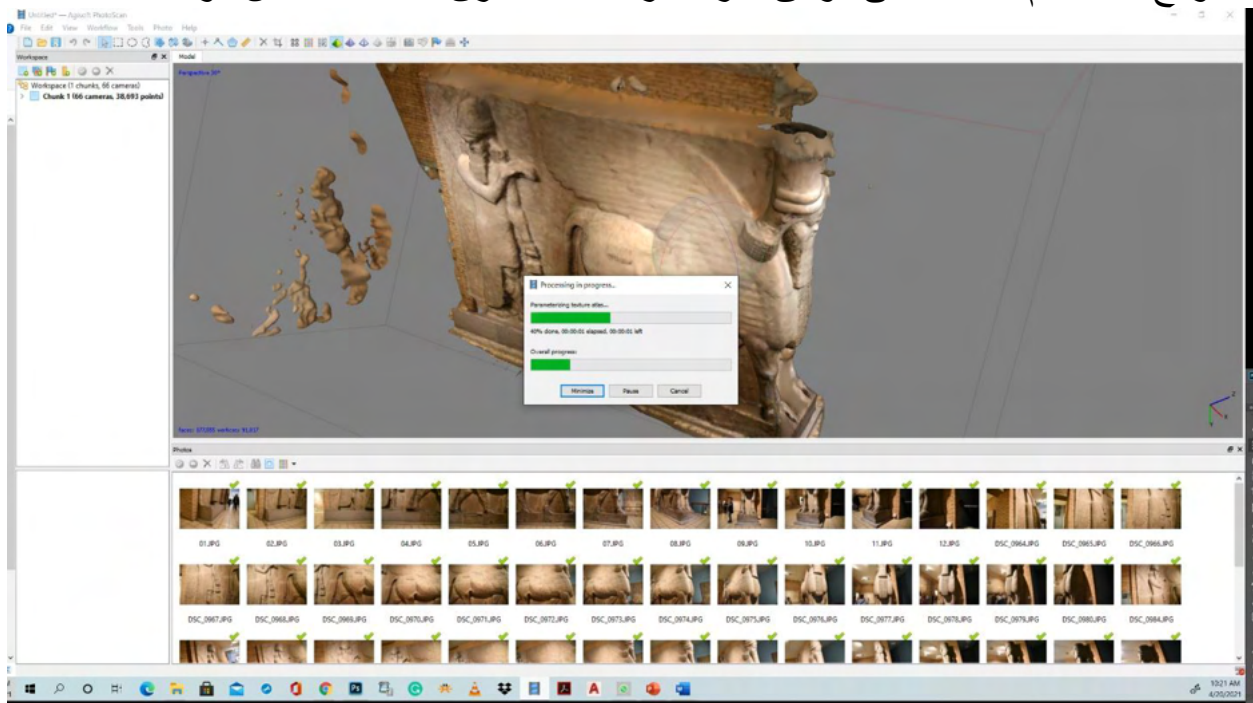 Untitled* — Agisoft PhotoScan
File Edit View Workflow Tools Photo Help
Workspace
Model
Perspective 30°
Workspace (1 chunks, 66 cameras)
Chunk 1 (66 cameras, 38,693 points)
Processing in progress...
Parameterizing texture atlas...
40% done, 00:00:01 elapsed, 00:00:01 left
Overall progress:
Minimize Pause Cancel
Z
X
Y
Photos
01.JPG 02.JPG 03.JPG 04.JPG 05.JPG 06.JPG 07.JPG 08.JPG 09.JPG 10.JPG 11.JPG 12.JPG DSC_0964.JPG DSC_0965.JPG DSC_0966.JPG
DSC_0967.JPG DSC_0968.JPG DSC_0969.JPG DSC_0970.JPG DSC_0971.JPG DSC_0972.JPG DSC_0973.JPG DSC_0974.JPG DSC_0975.JPG DSC_0976.JPG DSC_0977.JPG DSC_0978.JPG DSC_0979.JPG DSC_0980.JPG DSC_0984.JPG
10:21 AM
4/20/2021